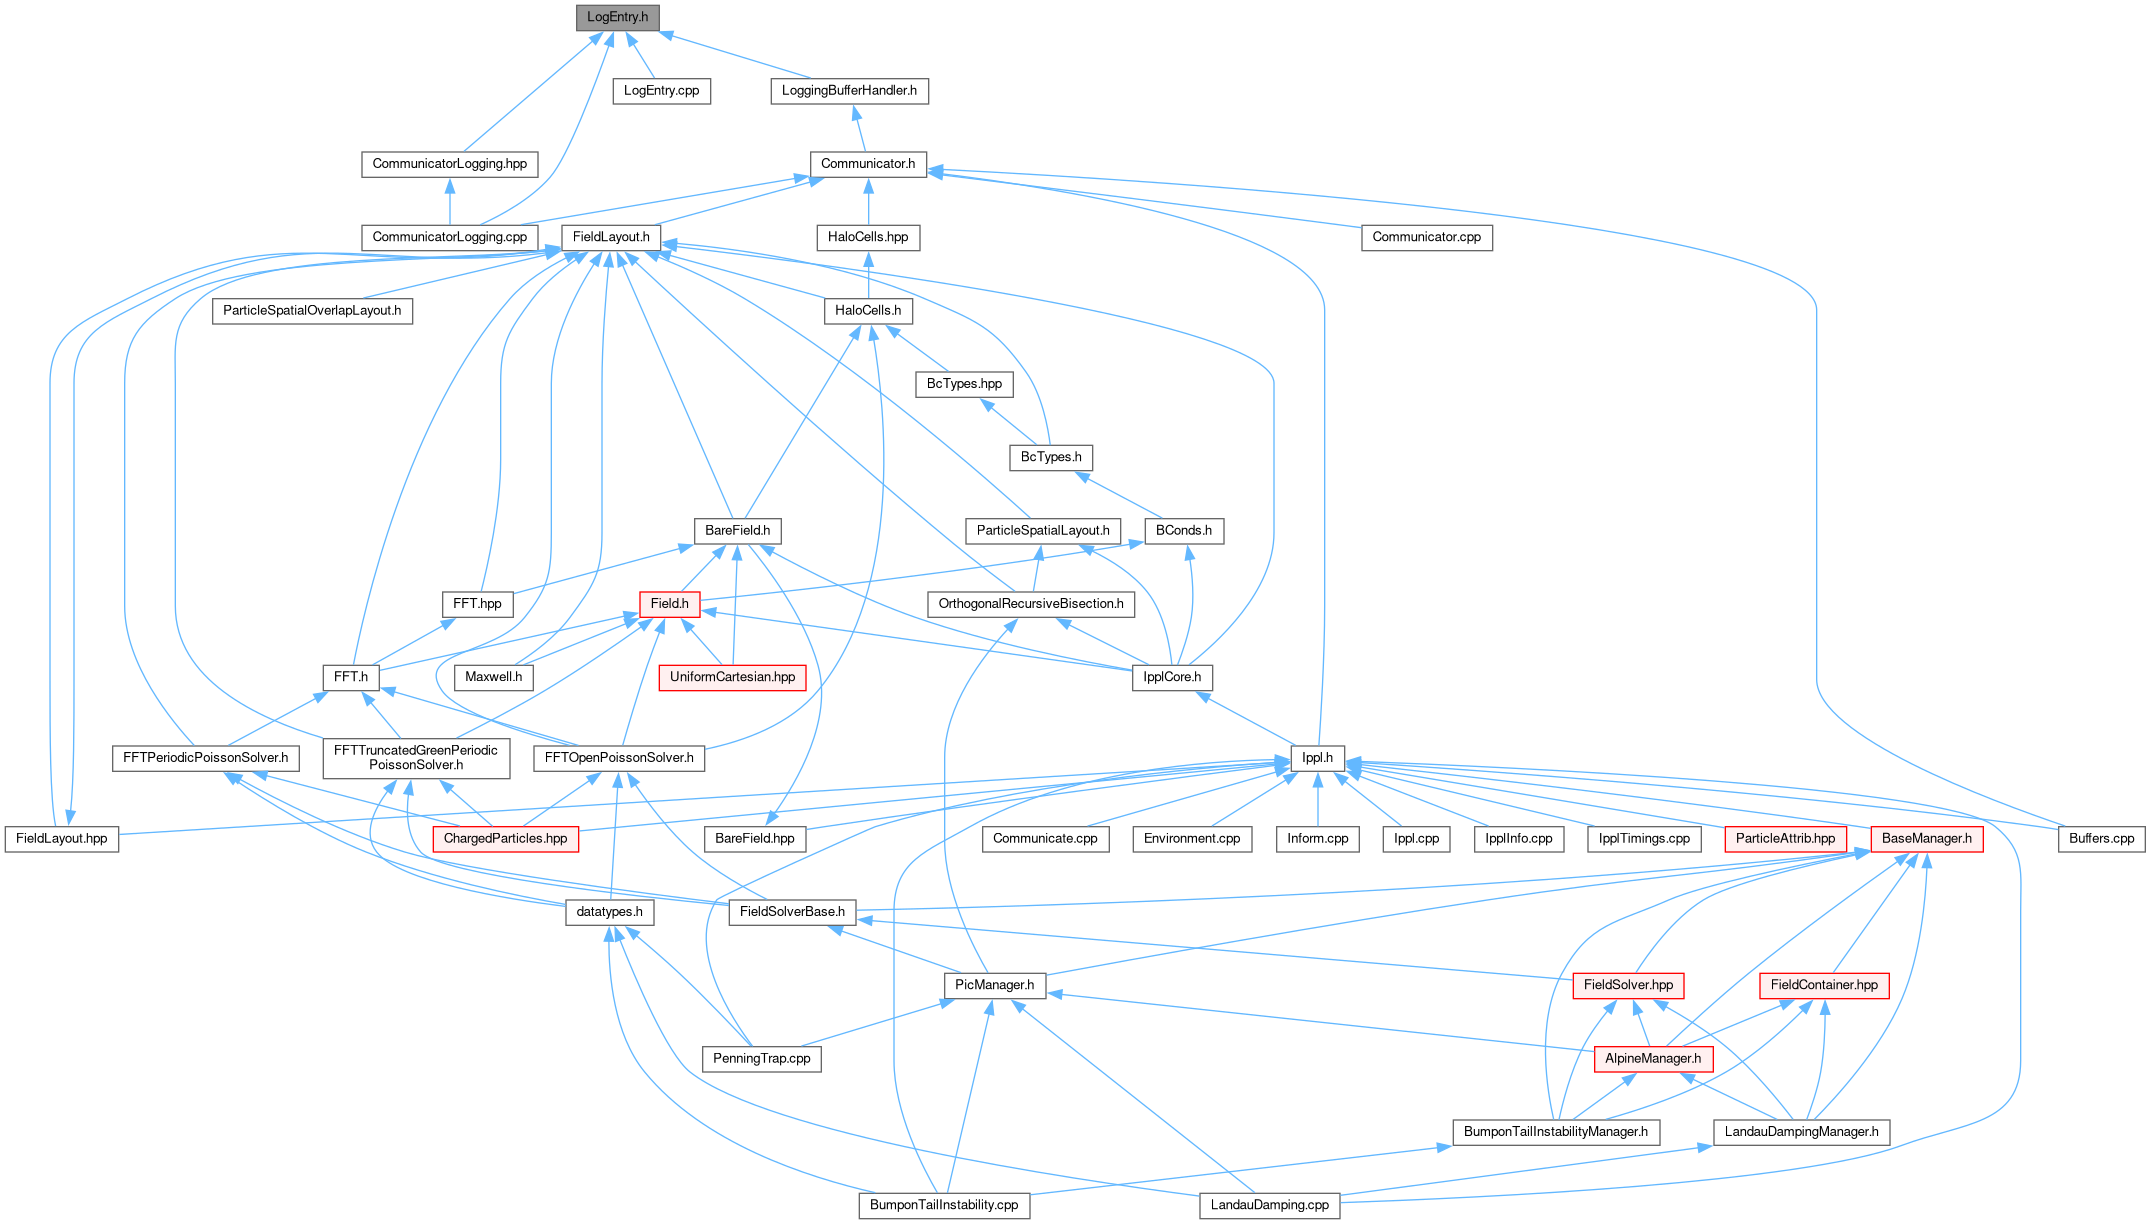 LogEntry.h
LogEntry.cpp
LoggingBufferHandler.h
CommunicatorLogging.hpp
Communicator.h
CommunicatorLogging.cpp
FieldLayout.h
HaloCells.hpp
Communicator.cpp
ParticleSpatialOverlapLayout.h
HaloCells.h
BcTypes.hpp
BcTypes.h
BareField.h
ParticleSpatialLayout.h
BConds.h
FFT.hpp
Field.h
OrthogonalRecursiveBisection.h
FFT.h
Maxwell.h
UniformCartesian.hpp
IpplCore.h
FFTPeriodicPoissonSolver.h
FFTTruncatedGreenPeriodic
PoissonSolver.h
FFTOpenPoissonSolver.h
Ippl.h
FieldLayout.hpp
ChargedParticles.hpp
BareField.hpp
Communicate.cpp
Environment.cpp
Inform.cpp
Ippl.cpp
IpplInfo.cpp
IpplTimings.cpp
ParticleAttrib.hpp
BaseManager.h
Buffers.cpp
datatypes.h
FieldSolverBase.h
PicManager.h
FieldSolver.hpp
FieldContainer.hpp
PenningTrap.cpp
AlpineManager.h
BumponTailInstabilityManager.h
LandauDampingManager.h
BumponTailInstability.cpp
LandauDamping.cpp